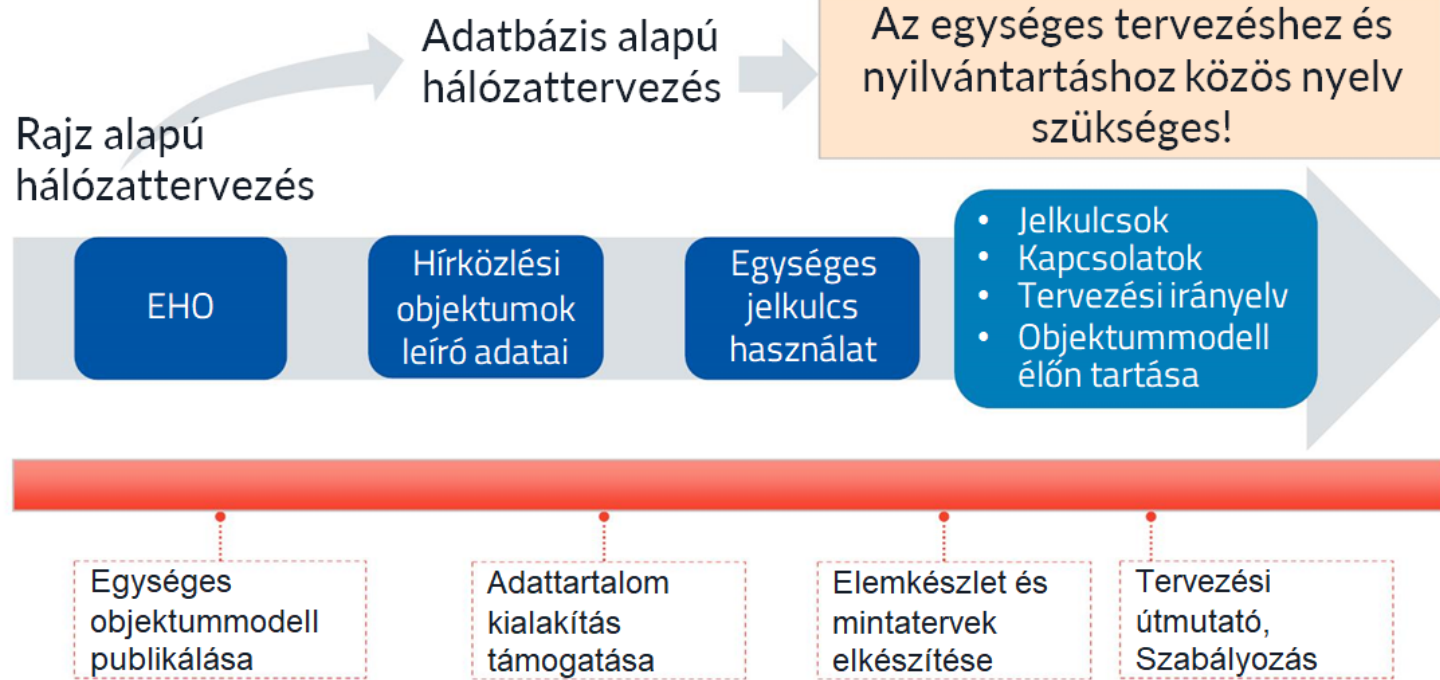 Rajz alapú
hálózattervezés
Adatbázis alapú
hálózattervezés
Az egységes tervezéshez és
nyilvántartáshoz közös nyelv
szükséges!
EHO
Hírközlési
objektumok
leíró adatai
Egységes
jelkulcs
használat
• Jelkulcsok
• Kapcsolatok
• Tervezési irányelv
• Objektummodell
élőn tartása
Egységes
objektummodell
publikálása
Adattartalom
kialakítás
támogatása
Elemkészlet és
mintatervek
elkészítése
Tervezési
útmutató,
Szabályozás